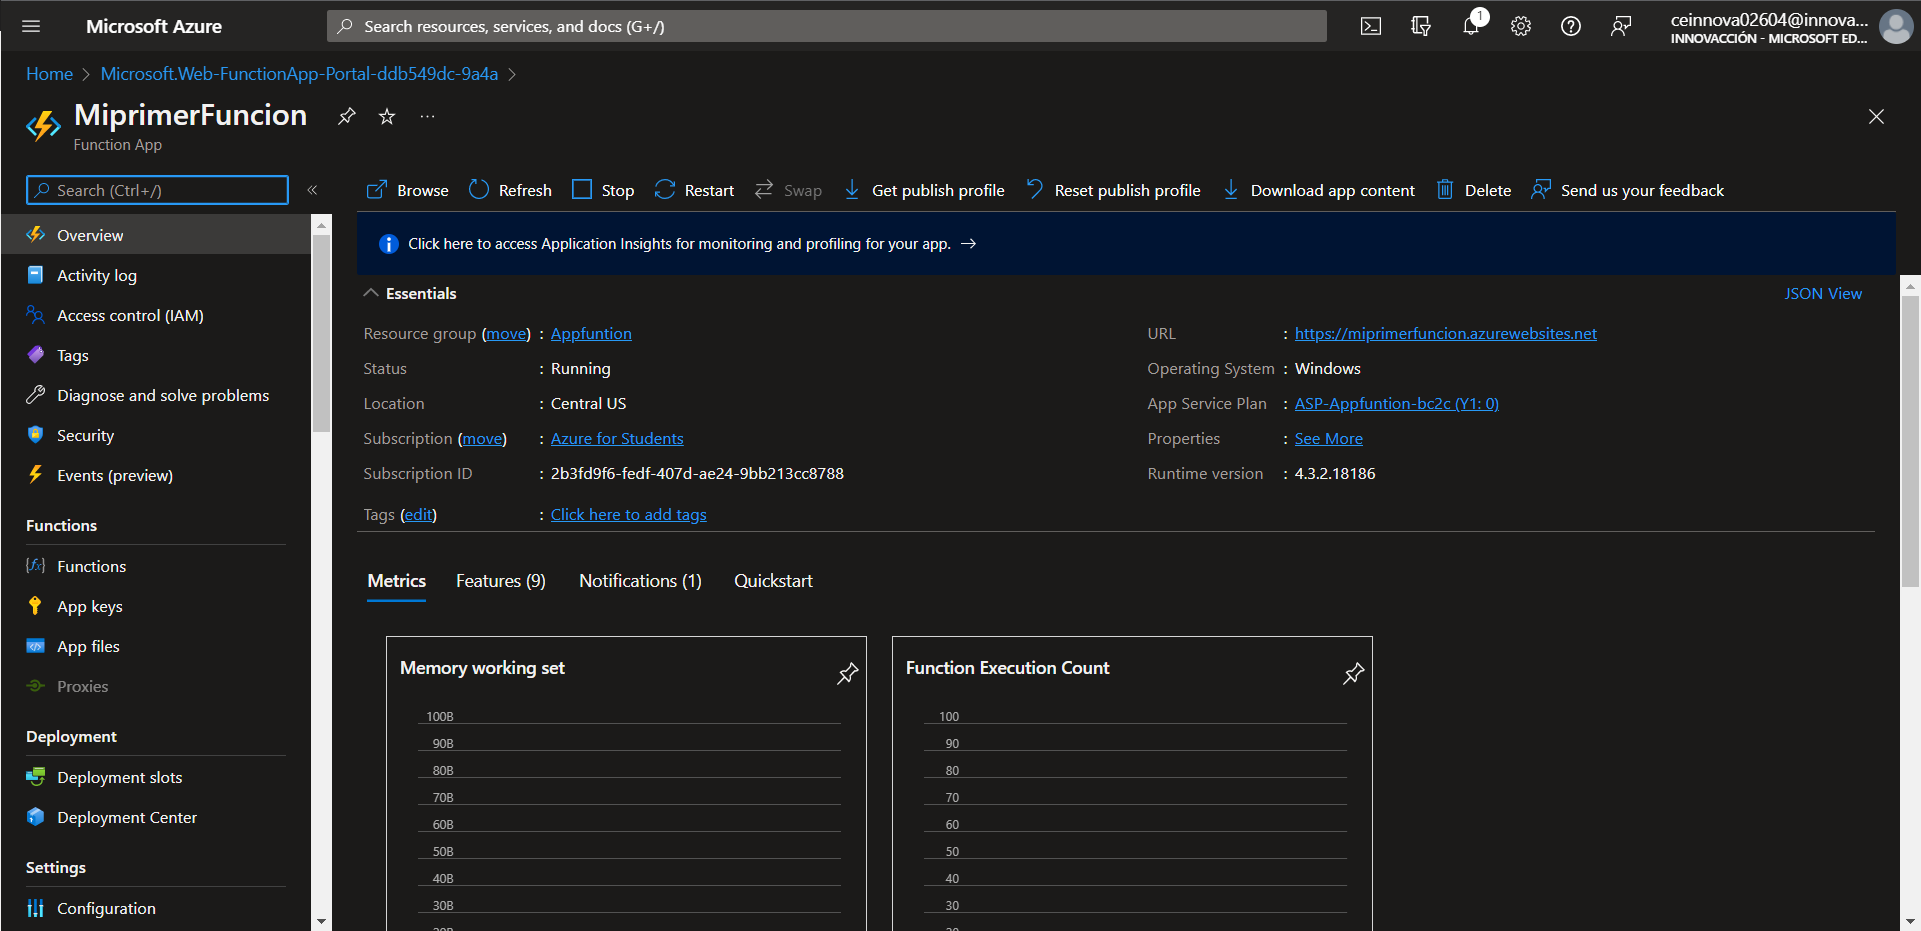 Microsoft Azure
Search resources, services, and docs (G+/)
1
ceinnova02604@innova...
INNOVACCIÓN - MICROSOFT ED...
Home > Microsoft.Web-FunctionApp-Portal-ddb549dc-9a4a >
MiprimerFuncion
...
Function App
Search (Ctrl+/)
«
Browse
Refresh
Stop
Restart
Swap
Get publish profile
Reset publish profile
Download app content
Delete
Send us your feedback
Overview
Activity log
Access control (IAM)
Tags
Diagnose and solve problems
Security
Events (preview)
Functions
Functions
App keys
App files
Proxies
Deployment
Deployment slots
Deployment Center
Settings
Configuration
Click here to access Application Insights for monitoring and profiling for your app. →
Essentials
JSON View
Resource group (move) : Appfuntion
Status : Running
Location : Central US
Subscription (move) : Azure for Students
Subscription ID : 2b3fd9f6-fedf-407d-ae24-9bb213cc8788
Tags (edit) : Click here to add tags
URL : https://miprimerfuncion.azurewebsites.net
Operating System : Windows
App Service Plan : ASP-Appfuntion-bc2c (Y1: 0)
Properties : See More
Runtime version : 4.3.2.18186
Metrics
Features (9)
Notifications (1)
Quickstart
Memory working set
100B
90B
80B
70B
60B
50B
40B
30B
20B
Function Execution Count
100
90
80
70
60
50
40
30
20